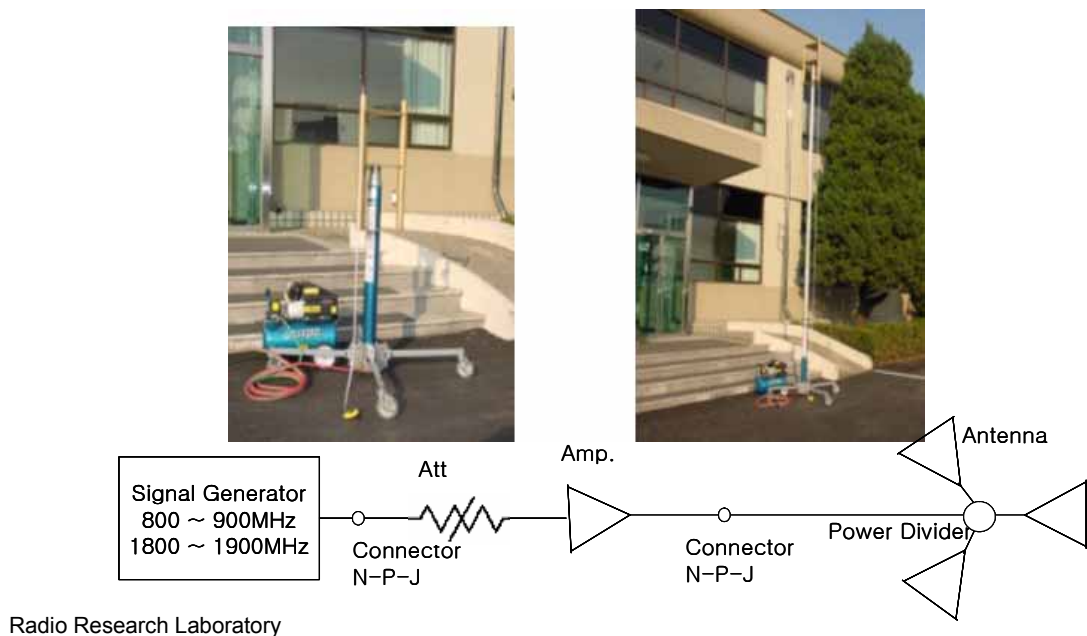 Att
Amp.
Antenna
Signal Generator
800 ~ 900MHz
1800 ~ 1900MHz
Connector
N-P-J
Connector
N-P-J
Power Divider
Radio Research Laboratory